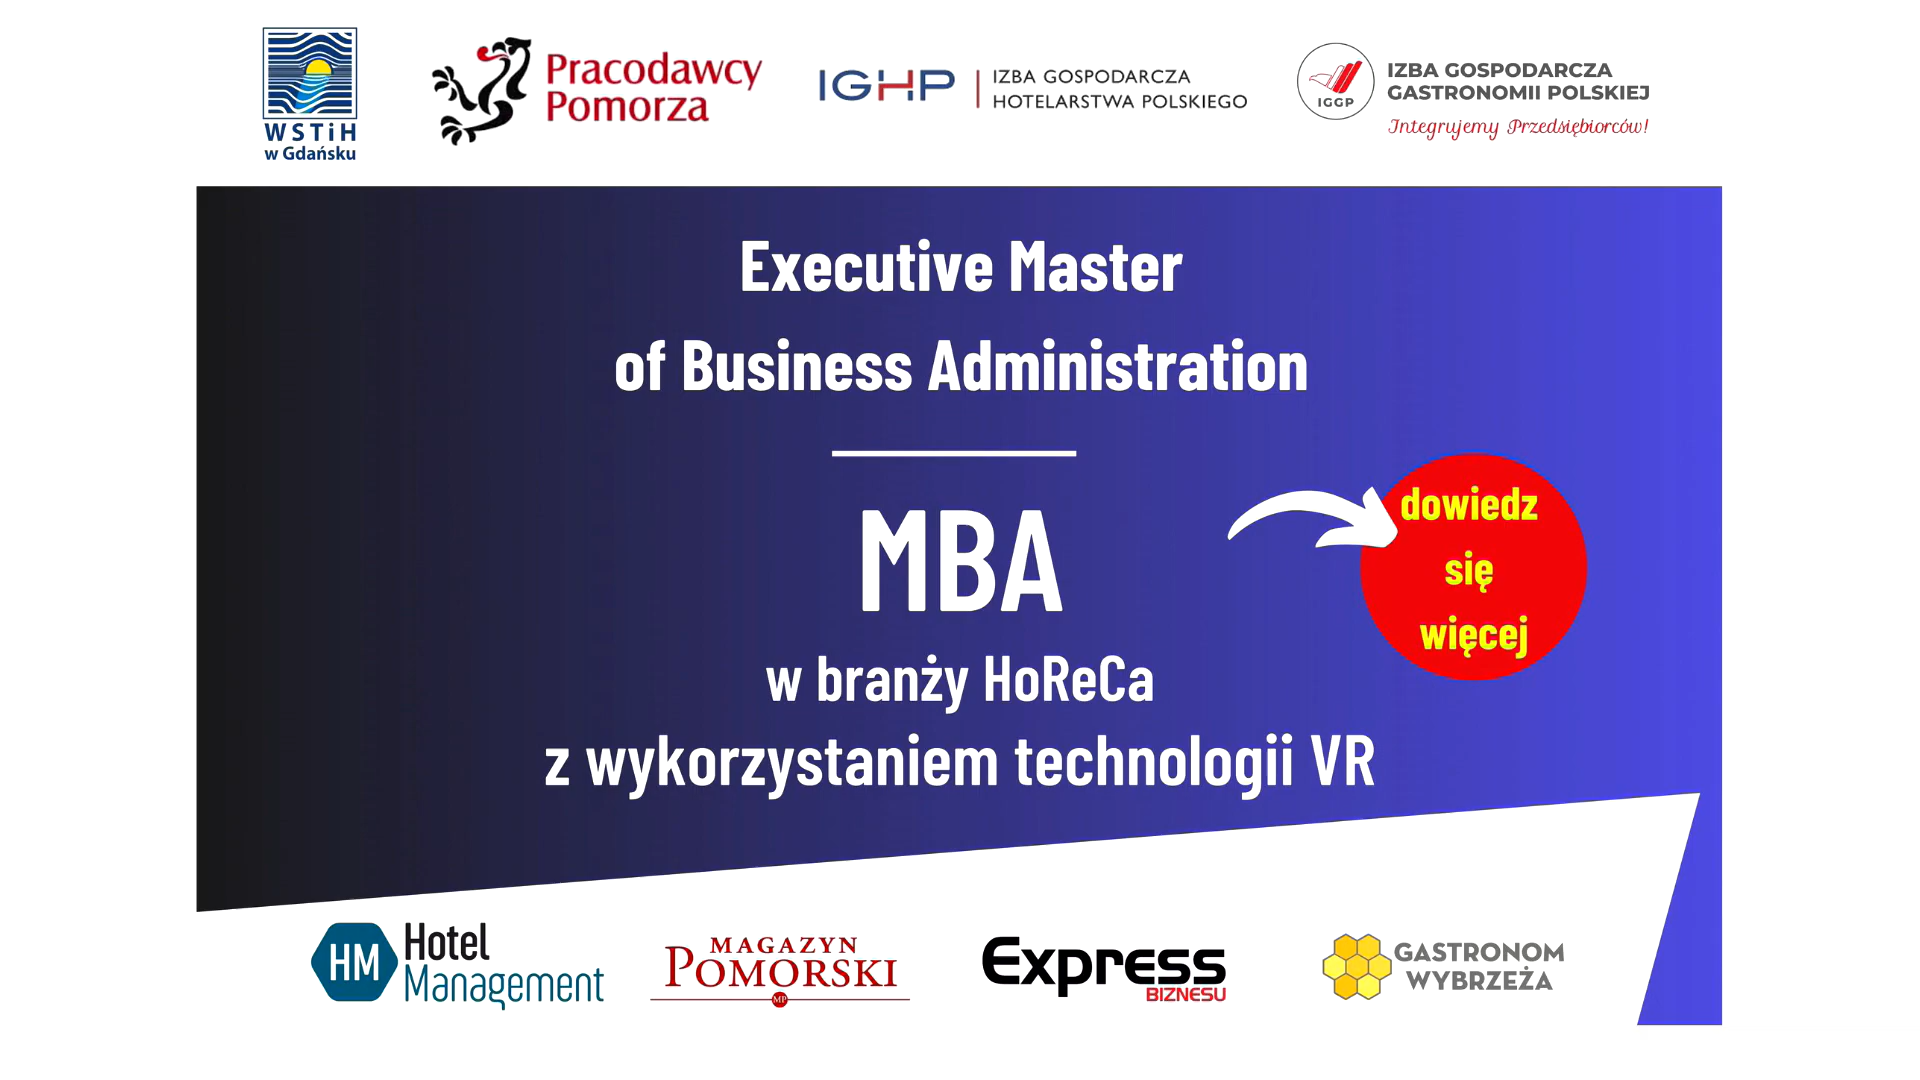 WSTiH
w Gdańsku
Pracodawcy
Pomorza
IGHP
IZBA GOSPODARCZA
HOTELARSTWA POLSKIEGO
IGGP
IZBA GOSPODARCZA
GASTRONOMII POLSKIEJ
Integrujemy Przedsiębiorców!
Executive Master
of Business Administration
MBA
w branży HoReCa
z wykorzystaniem technologii VR
dowiedz
się
więcej
HM
Hotel
Management
MAGAZYN
POMORSKI
MP
Express
BIZNESU
GASTRONOM
WYBRZEŻA